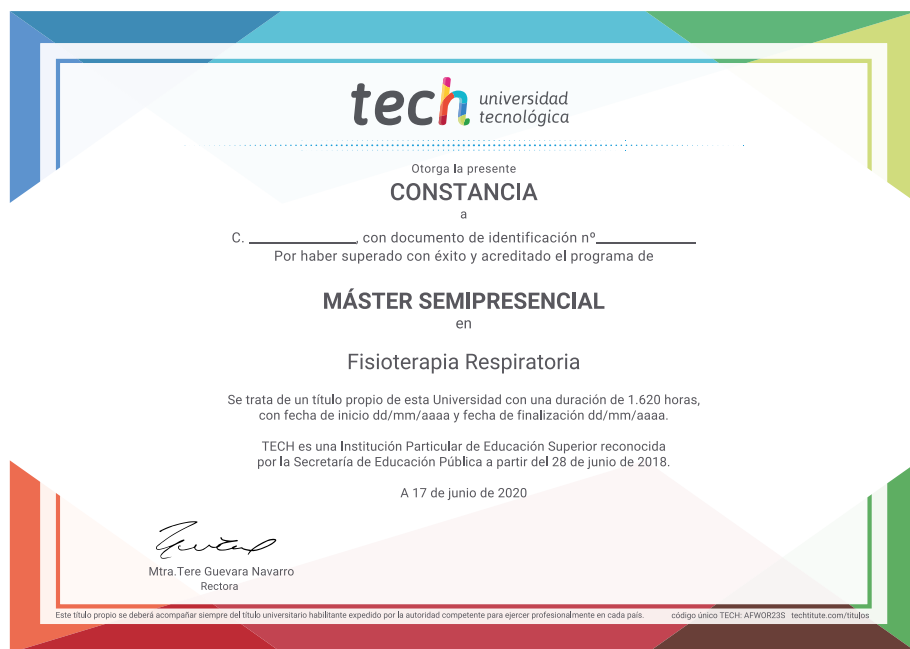 tech universidad
tecnológica
Otorga la presente
CONSTANCIA
a
C. ____________, con documento de identificación nº____________
Por haber superado con éxito y acreditado el programa de
MÁSTER SEMIPRESENCIAL
en
Fisioterapia Respiratoria
Se trata de un título propio de esta Universidad con una duración de 1.620 horas,
con fecha de inicio dd/mm/aaaa y fecha de finalización dd/mm/aaaa.
TECH es una Institución Particular de Educación Superior reconocida
por la Secretaría de Educación Pública a partir del 28 de junio de 2018.
A 17 de junio de 2020
Mtra.Tere Guevara Navarro
Rectora
Este título propio se deberá acompañar siempre del título universitario habilitante expedido por la autoridad competente para ejercer profesionalmente en cada país. código único TECH: AFWOR23S techtitute.com/titulos